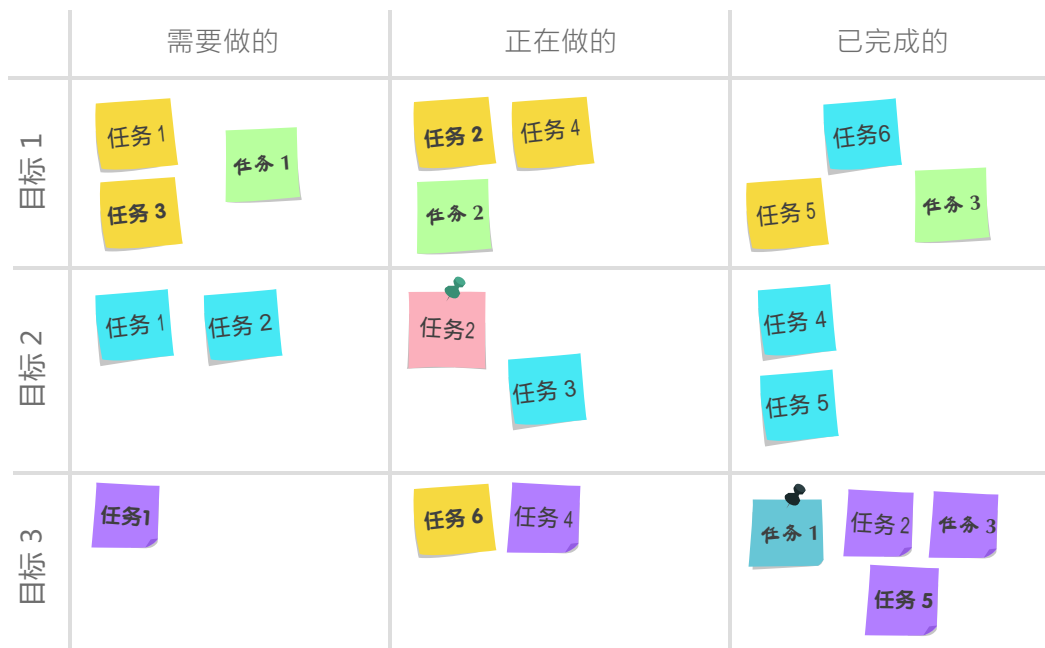 需要做的
正在做的
已完成的
目标 1
任务 1
任务 1
任务 3
任务 2
任务 4
任务 2
任务6
任务 5
任务 3
目标 2
任务 1
任务 2
任务2
任务 3
任务 4
任务 5
目标 3
任务1
任务 6
任务 4
任务 1
任务 2
任务 3
任务 5